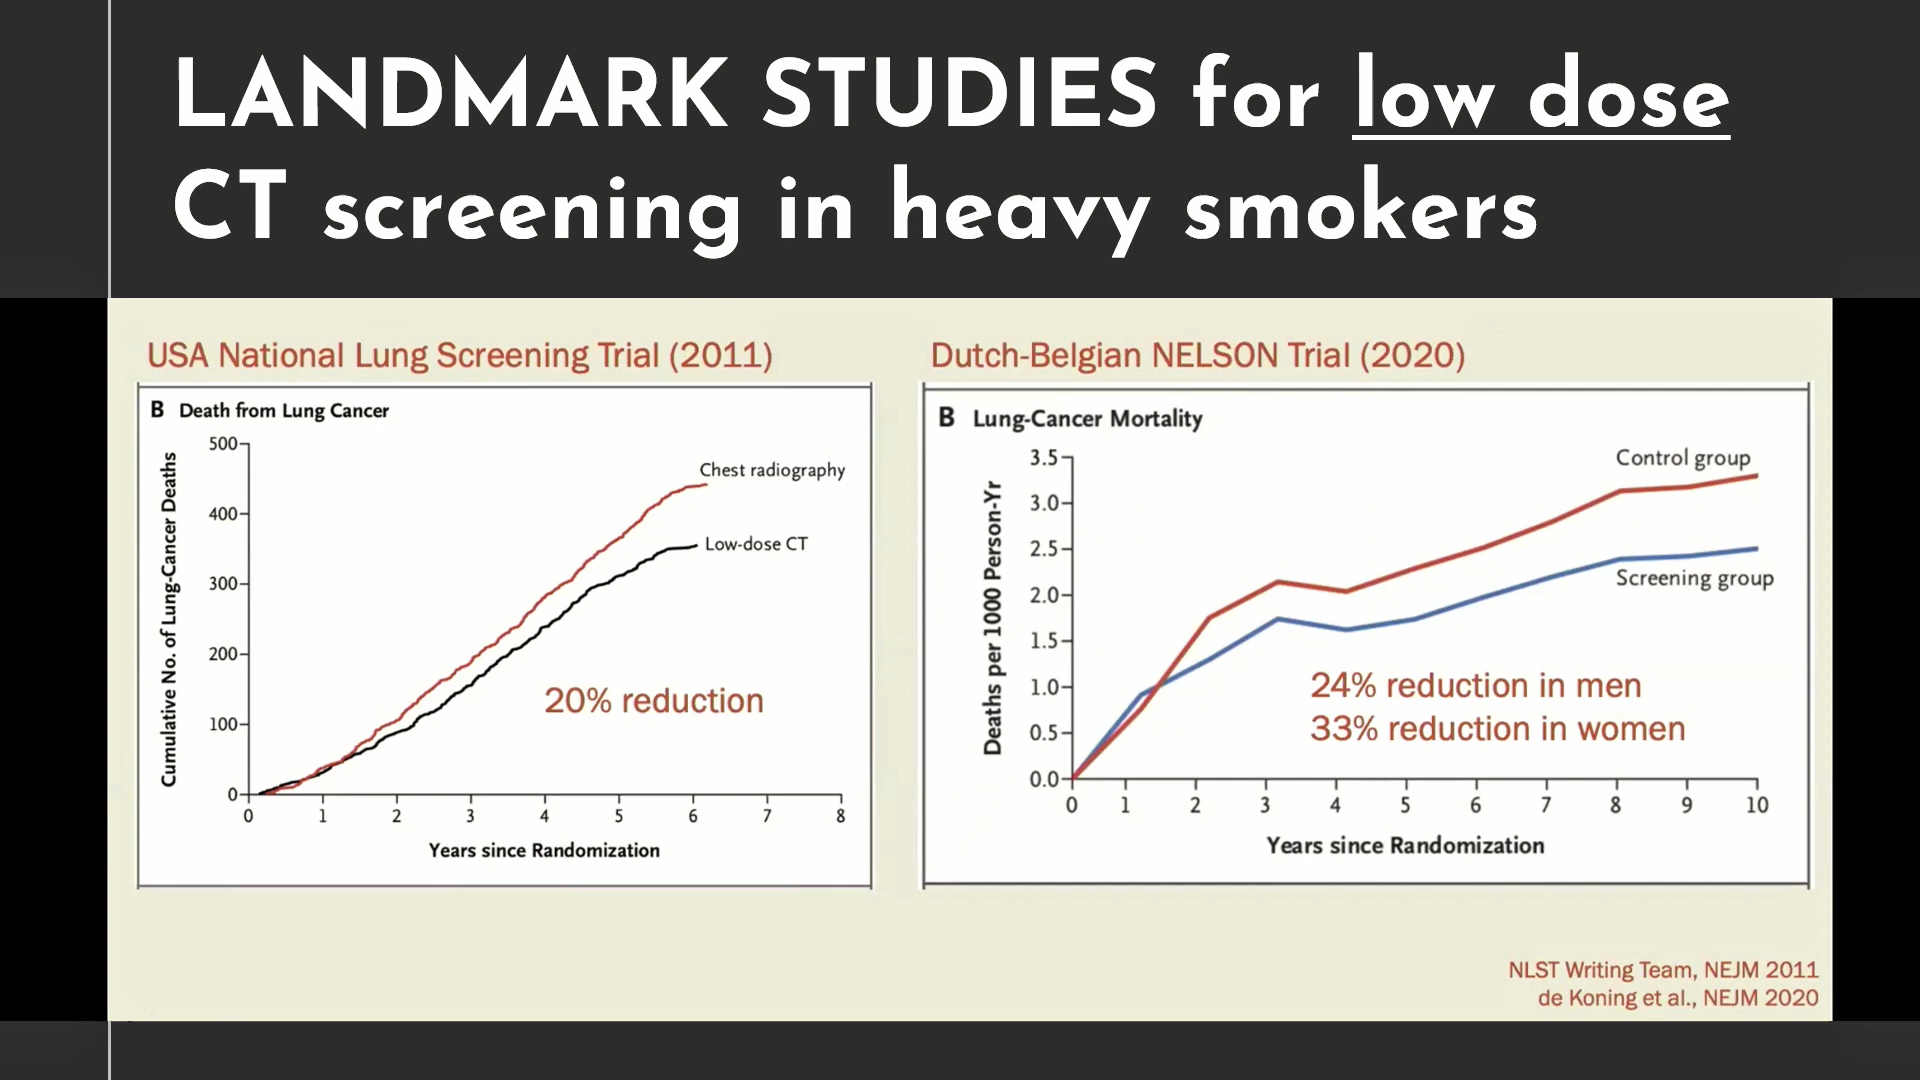 LANDMARK STUDIES for low dose
CT screening in heavy smokers
USA National Lung Screening Trial (2011)
B Death from Lung Cancer
Cumulative No. of Lung-Cancer Deaths
500
400
300
200
100
0
Chest radiography
Low-dose CT
20% reduction
0 1 2 3 4 5 6 7 8
Years since Randomization
Dutch-Belgian NELSON Trial (2020)
B Lung-Cancer Mortality
Deaths per 1000 Person-Yr
3.5
3.0
2.5
2.0
1.5
1.0
0.5
0.0
Control group
Screening group
24% reduction in men
33% reduction in women
0 1 2 3 4 5 6 7 8 9 10
Years since Randomization
NLST Writing Team, NEJM 2011
de Koning et al., NEJM 2020